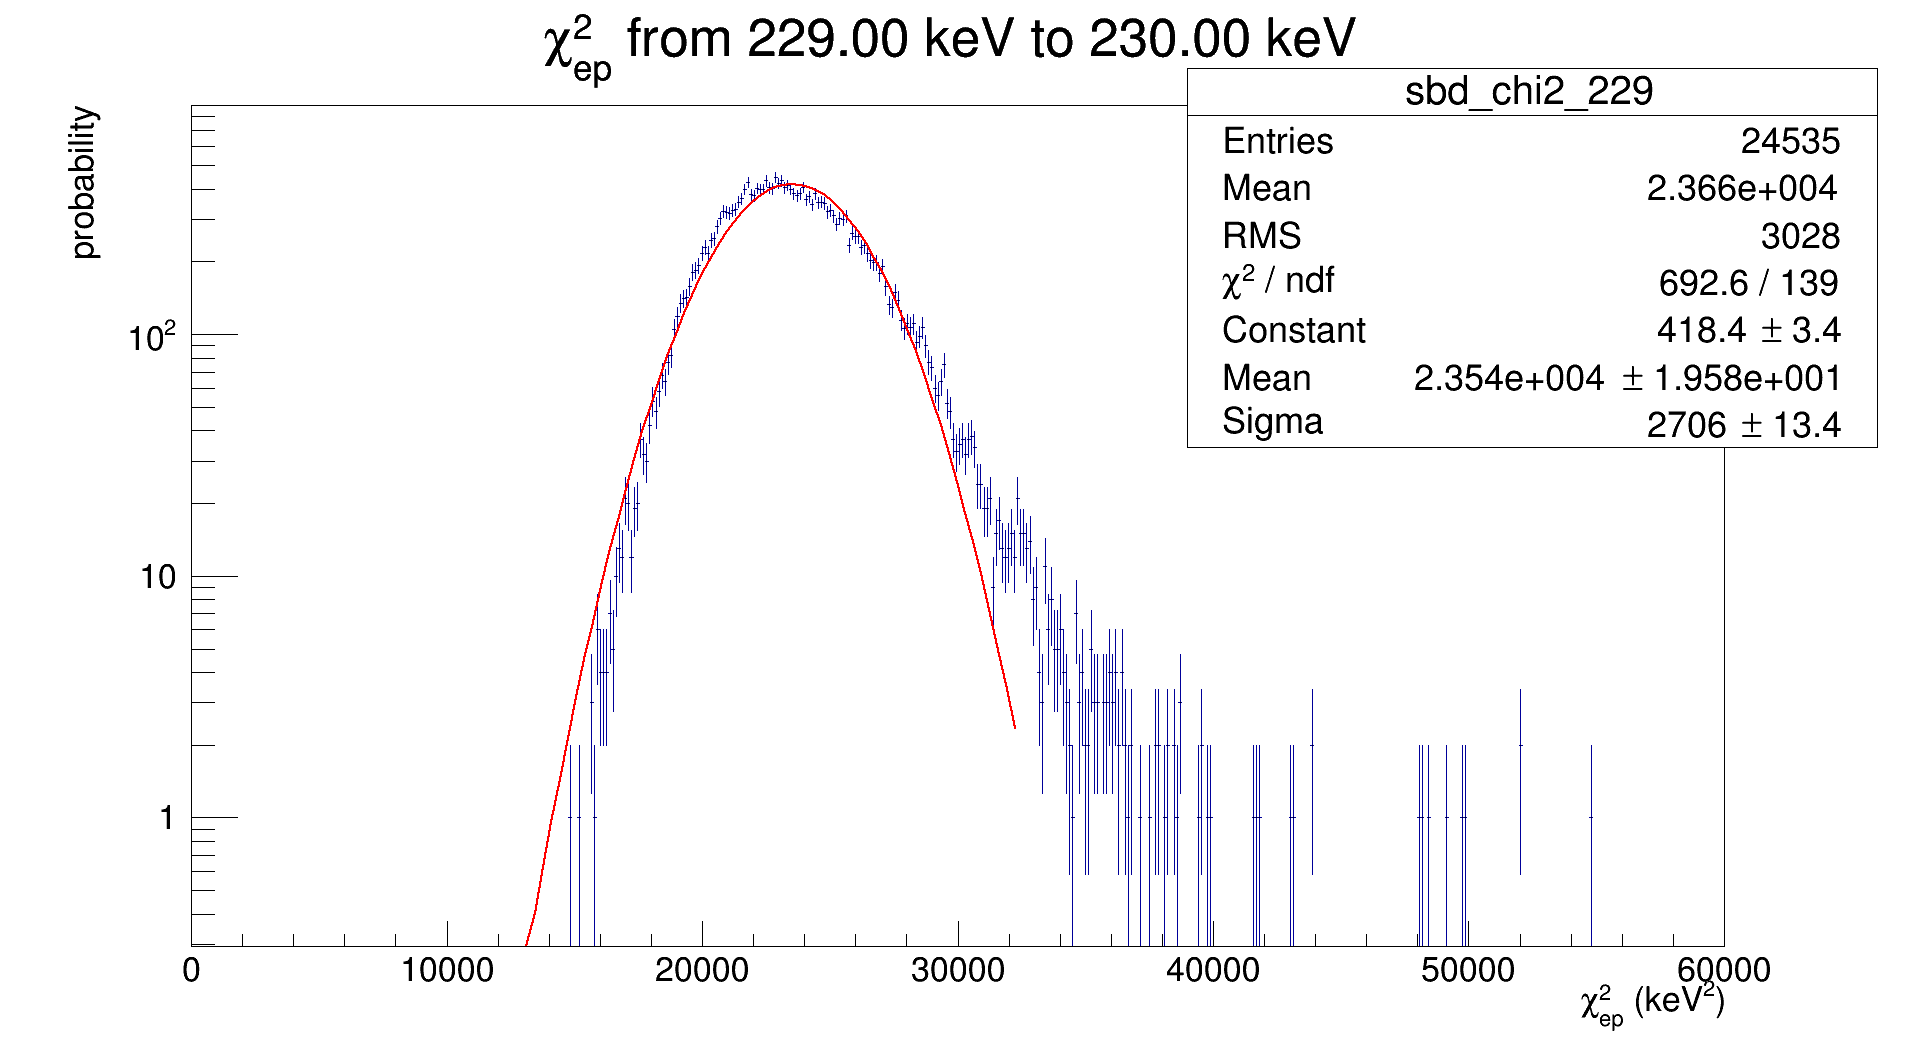 χ²ep from 229.00 keV to 230.00 keV
sbd_chi2_229
Entries 24535
Mean 2.366e+004
RMS 3028
χ² / ndf 692.6 / 139
Constant 418.4 ± 3.4
Mean 2.354e+004 ± 1.958e+001
Sigma 2706 ± 13.4
probability
10²
10
1
0 10000 20000 30000 40000 50000 60000
χ²ep (keV²)